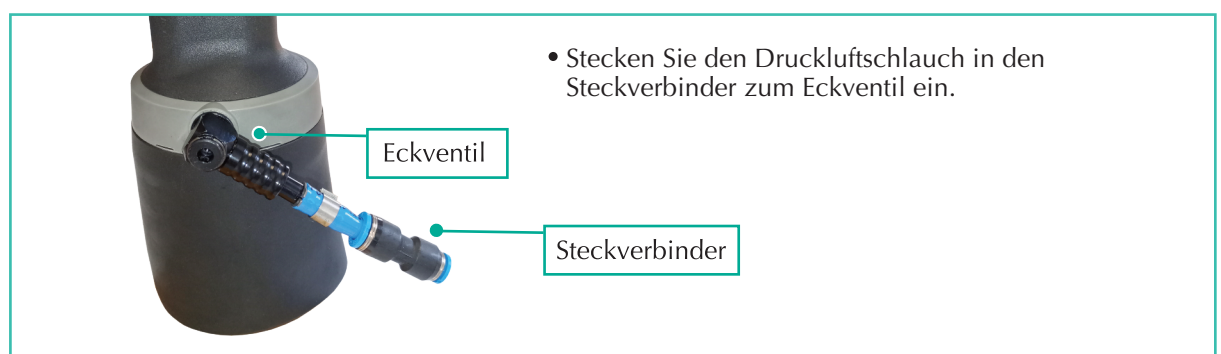 • Stecken Sie den Druckluftschlauch in den
Steckverbinder zum Eckventil ein.
Eckventil
Steckverbinder